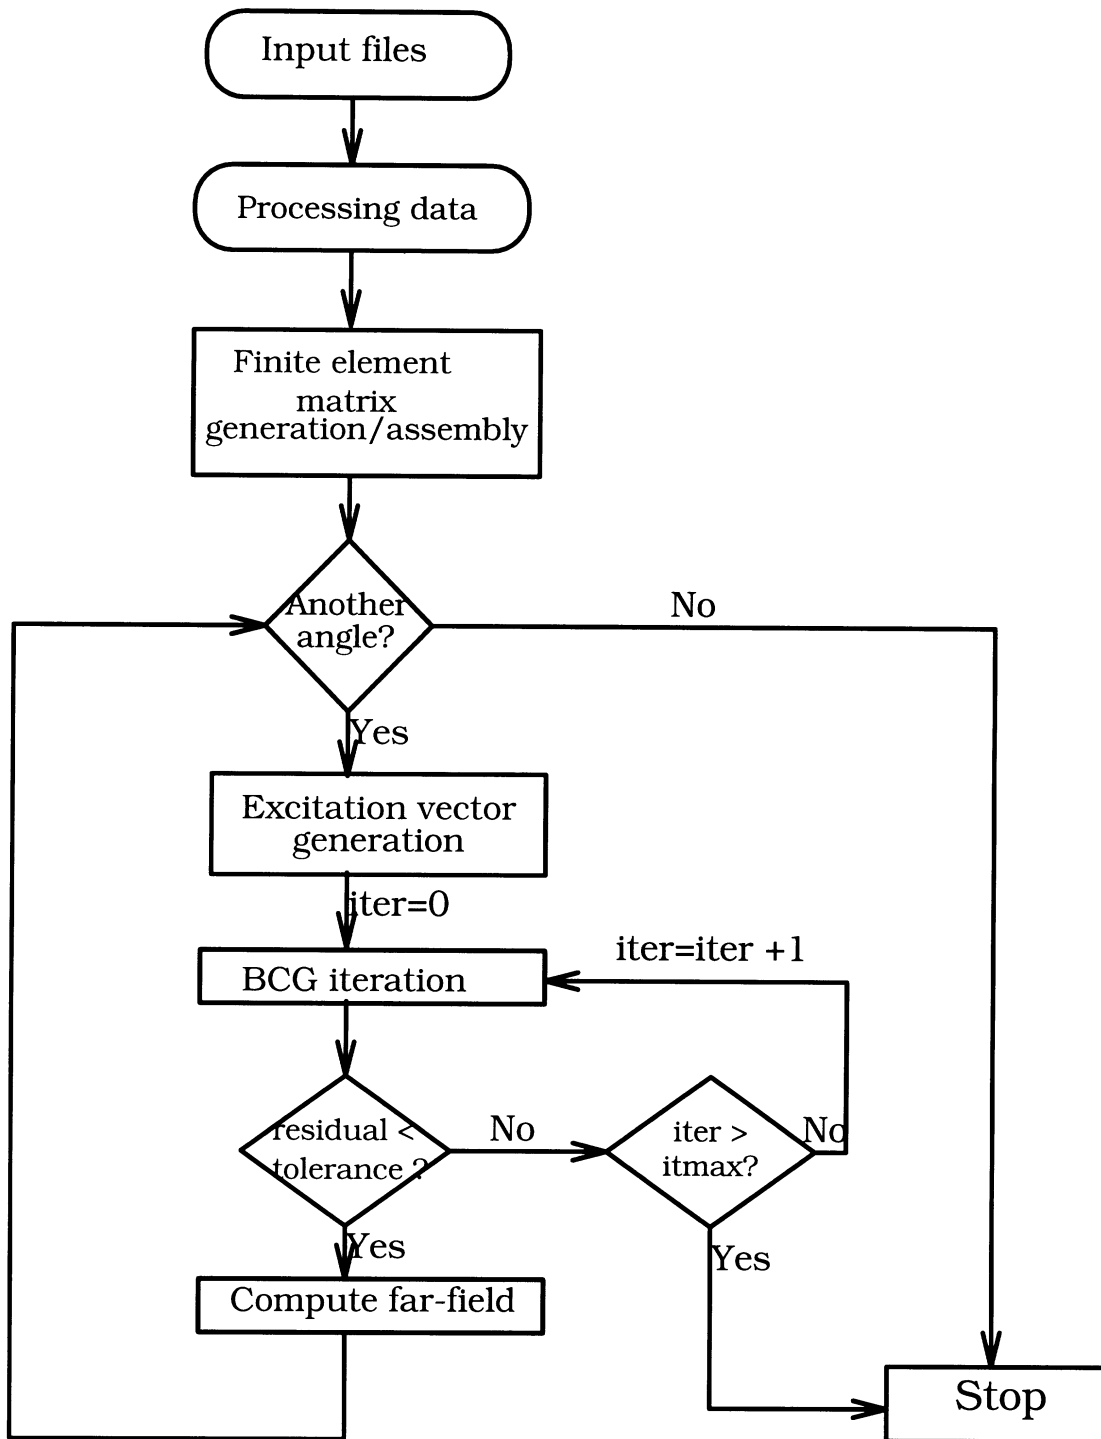 Input files
Processing data
Finite element
matrix
generation/assembly
Another
angle?
No
Yes
Excitation vector
generation
iter=0
iter=iter +1
BCG iteration
residual <
tolerance ?
No
iter >
itmax?
No
Yes
Yes
Compute far-field
Stop